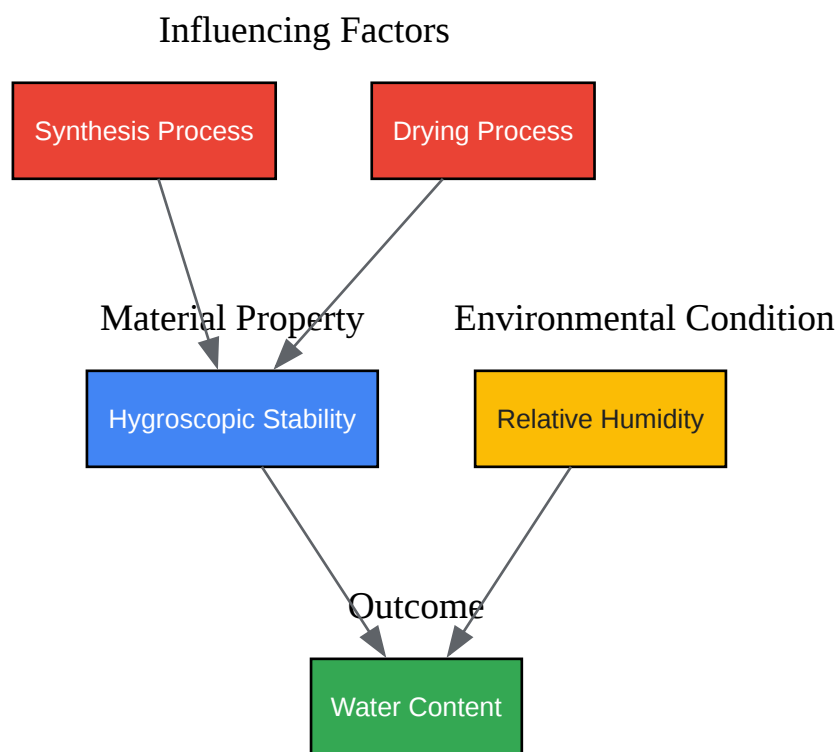 Influencing Factors
Synthesis Process
Drying Process
Material Property
Environmental Condition
Hygroscopic Stability
Relative Humidity
Outcome
Water Content